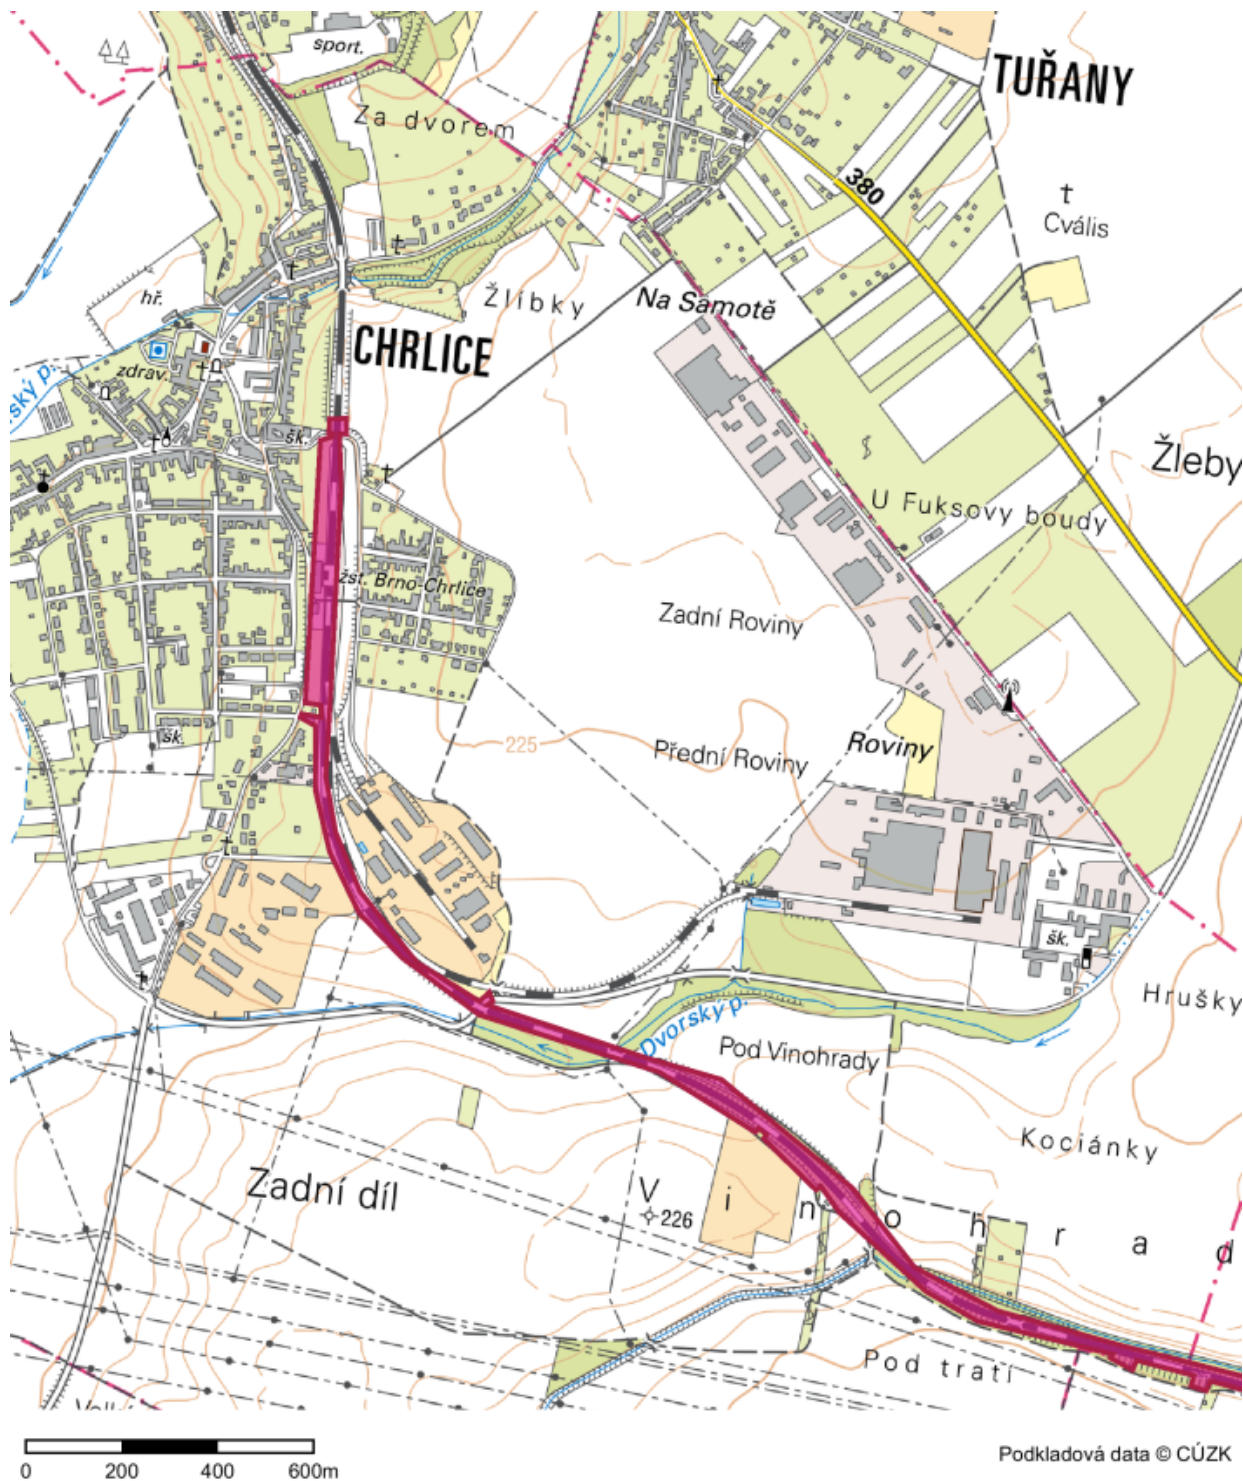 sport.
TUŘANY
Za dvorem
380
Cvális
hř.
Žlíbky
Na Samotě
CHRLICE
zdrav.
ský p.
šk.
Žleby
U Fuksovy boudy
žst. Brno-Chrlice
Zadní Roviny
šk.
225
Přední Roviny
Roviny
šk.
Hrušky
Dvorský p.
Pod Vinohrady
Kociánky
Zadní díl
V i n o h r a d
226
Pod tratí
0 200 400 600m
Podkladová data © ČÚZK